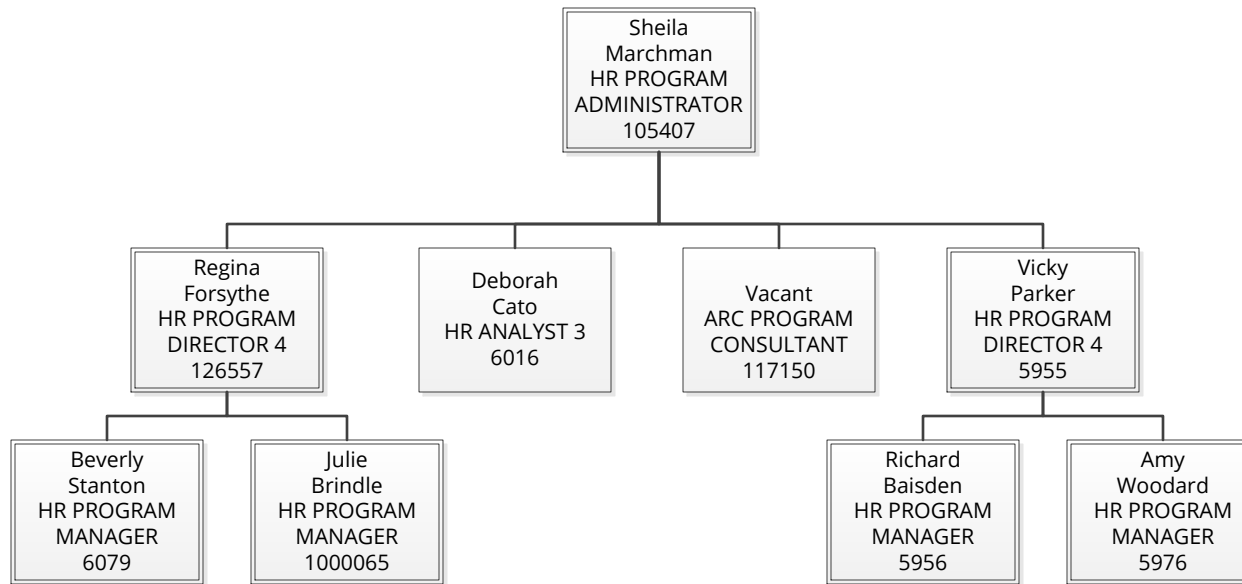 Sheila
Marchman
HR PROGRAM
ADMINISTRATOR
105407
Regina
Forsythe
HR PROGRAM
DIRECTOR 4
126557
Deborah
Cato
HR ANALYST 3
6016
Vacant
ARC PROGRAM
CONSULTANT
117150
Vicky
Parker
HR PROGRAM
DIRECTOR 4
5955
Beverly
Stanton
HR PROGRAM
MANAGER
6079
Julie
Brindle
HR PROGRAM
MANAGER
1000065
Richard
Baisden
HR PROGRAM
MANAGER
5956
Amy
Woodard
HR PROGRAM
MANAGER
5976